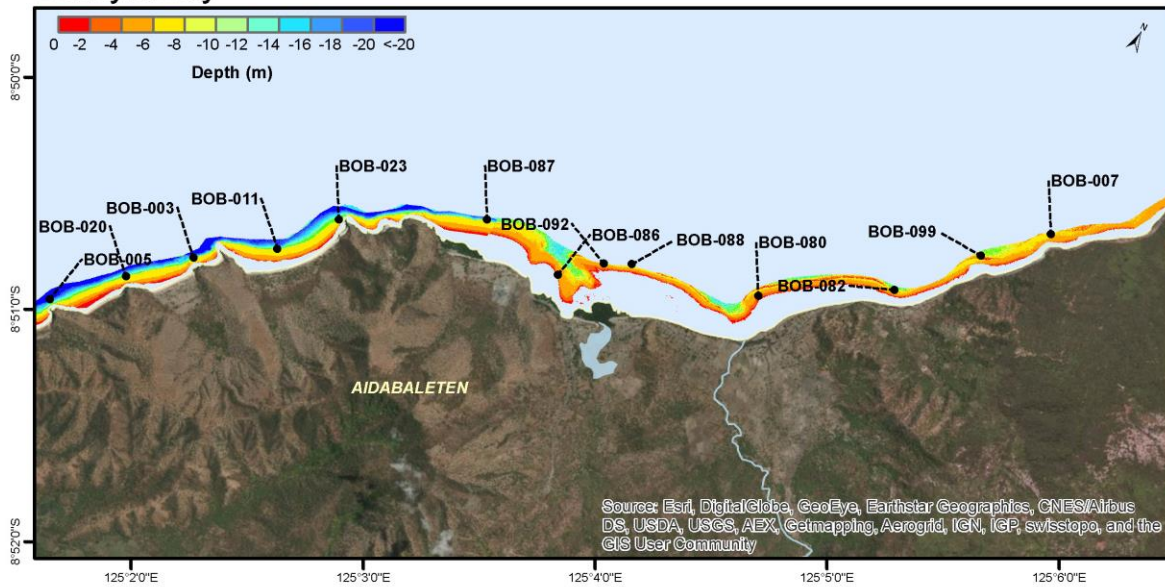 0 -2 -4 -6 -8 -10 -12 -14 -16 -18 -20 <-20
Depth (m)
N
8°50'0"S
8°51'0"S
8°52'0"S
BOB-023
BOB-087
BOB-007
BOB-011
BOB-003
BOB-020
BOB-092
BOB-086
BOB-088
BOB-080
BOB-099
BOB-005
BOB-082
AIDABALETEN
Source: Esri, DigitalGlobe, GeoEye, Earthstar Geographics, CNES/Airbus
DS, USDA, USGS, AEX, Getmapping, Aerogrid, IGN, IGP, swisstopo, and the
GIS User Community
125°2'0"E 125°3'0"E 125°4'0"E 125°5'0"E 125°6'0"E